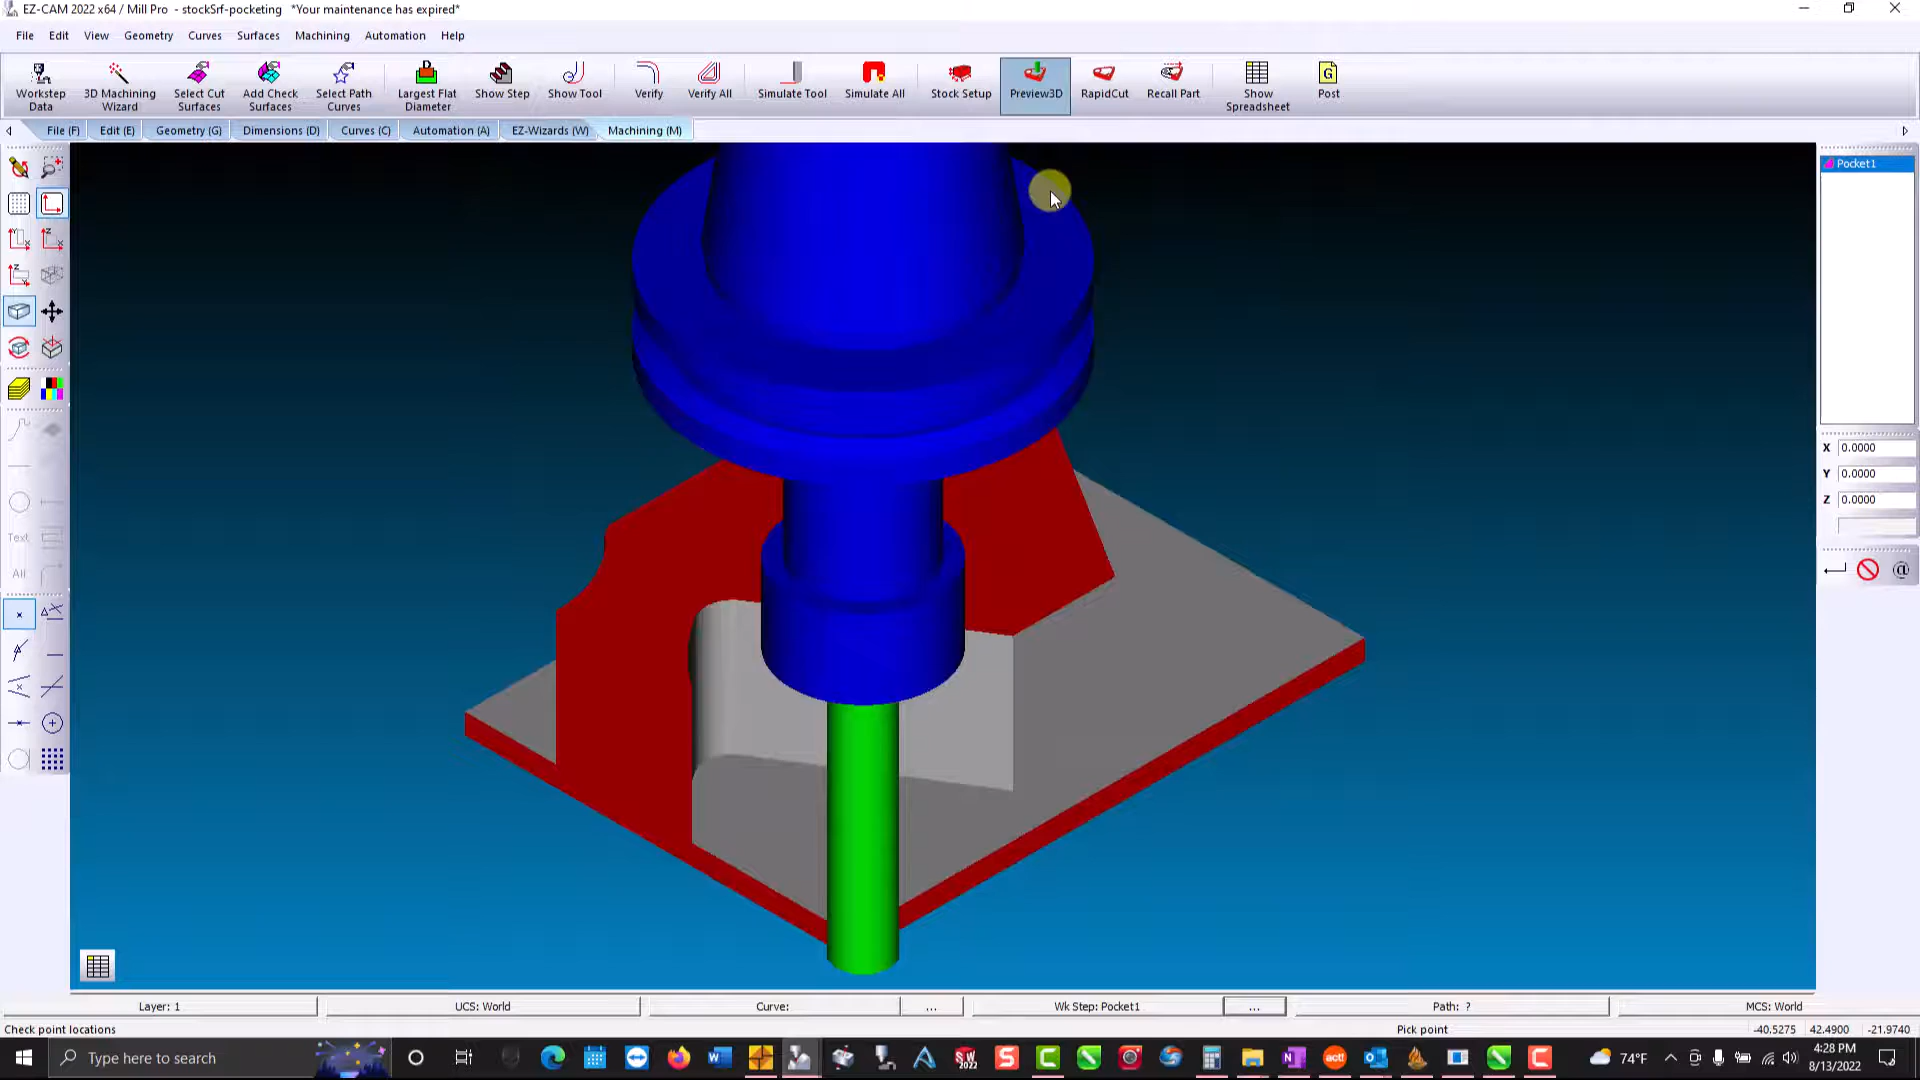 EZ-CAM 2022 x64 / Mill Pro - stockSrf-pocketing *Your maintenance has expired*
File Edit View Geometry Curves Surfaces Machining Automation Help
Workstep Data
3D Machining Wizard
Select Cut Surfaces
Add Check Surfaces
Select Path Curves
Largest Flat Diameter
Show Step
Show Tool
Verify
Verify All
Simulate Tool
Simulate All
Stock Setup
Preview3D
RapidCut
Recall Part
Show Spreadsheet
G
Post
File (F) Edit (E) Geometry (G) Dimensions (D) Curves (C) Automation (A) EZ-Wizards (W) Machining (M)
Pocket1
Text
All
X 0.0000
Y 0.0000
Z 0.0000
@
Layer: 1 UCS: World Curve: ... Wk Step: Pocket1 ... Path: ? MCS: World
Check point locations Pick point -40.5275 42.4900 -21.9740
Type here to search
SW 2022
act!
74°F
4:28 PM
8/13/2022